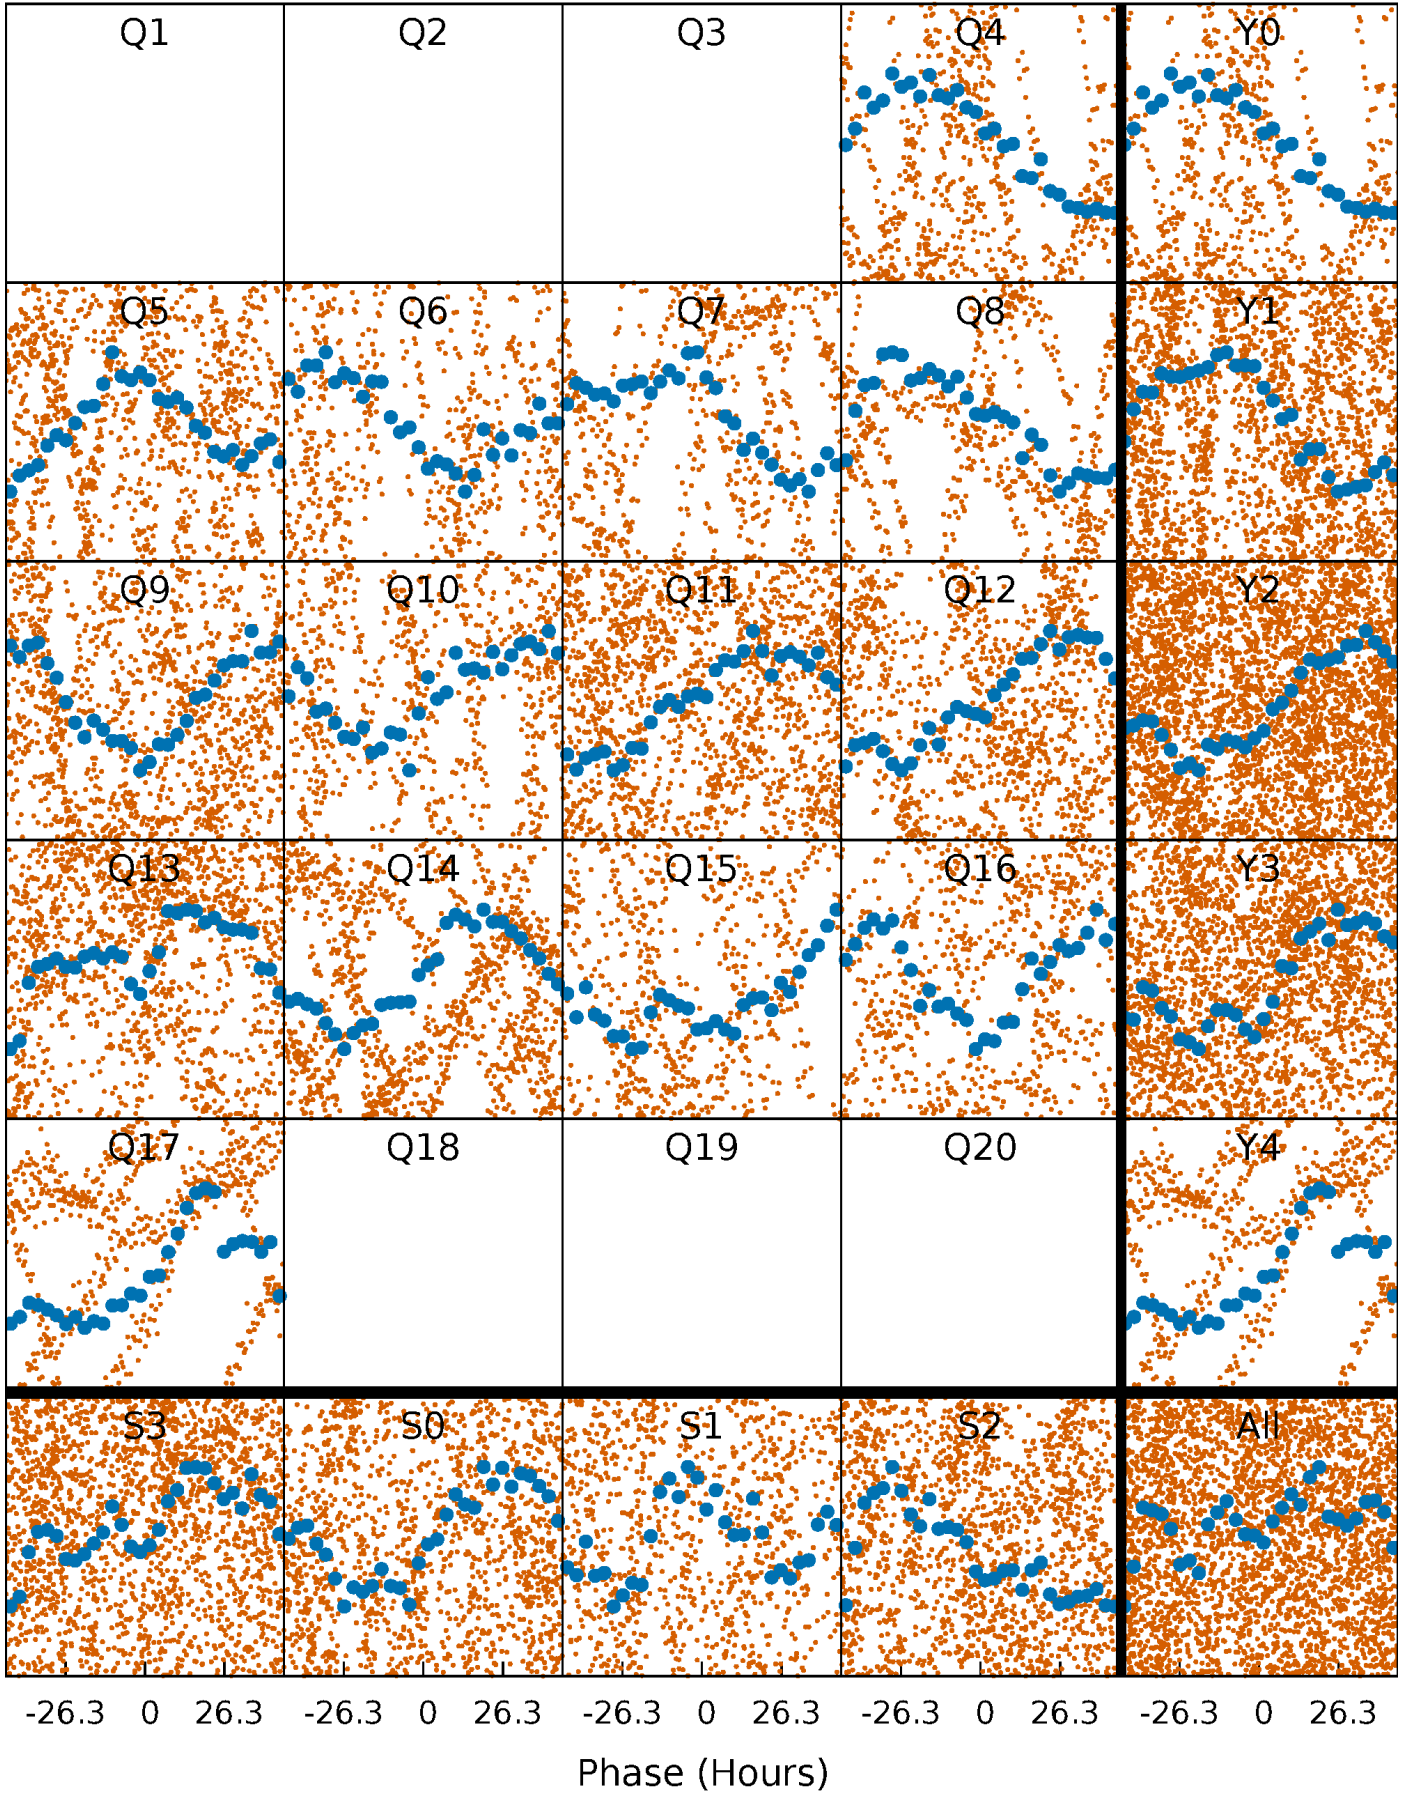 Q1 Q2 Q3 Q4 Y0
Q5 Q6 Q7 Q8 Y1
Q9 Q10 Q11 Q12 Y2
Q13 Q14 Q15 Q16 Y3
Q17 Q18 Q19 Q20 Y4
S3 S0 S1 S2 All
-26.3 0 26.3 -26.3 0 26.3 -26.3 0 26.3 -26.3 0 26.3 -26.3 0 26.3
Phase (Hours)